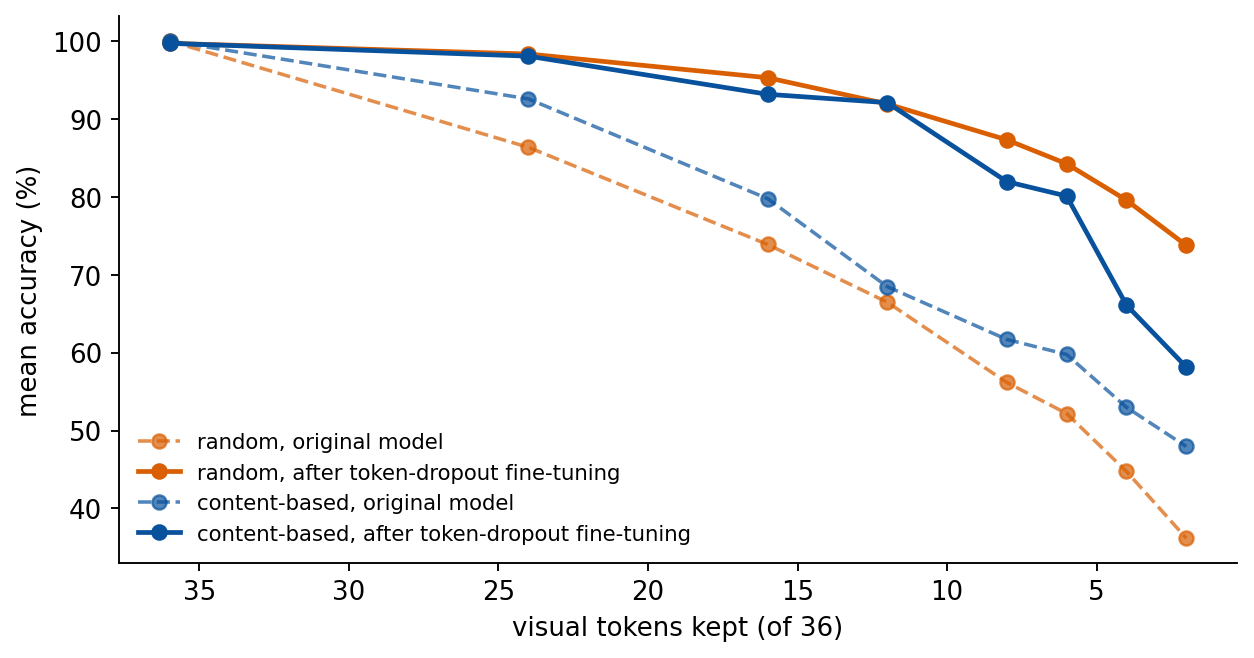 100
90
80
70
60
50
40
mean accuracy (%)
random, original model
random, after token-dropout fine-tuning
content-based, original model
content-based, after token-dropout fine-tuning
35 30 25 20 15 10 5
visual tokens kept (of 36)